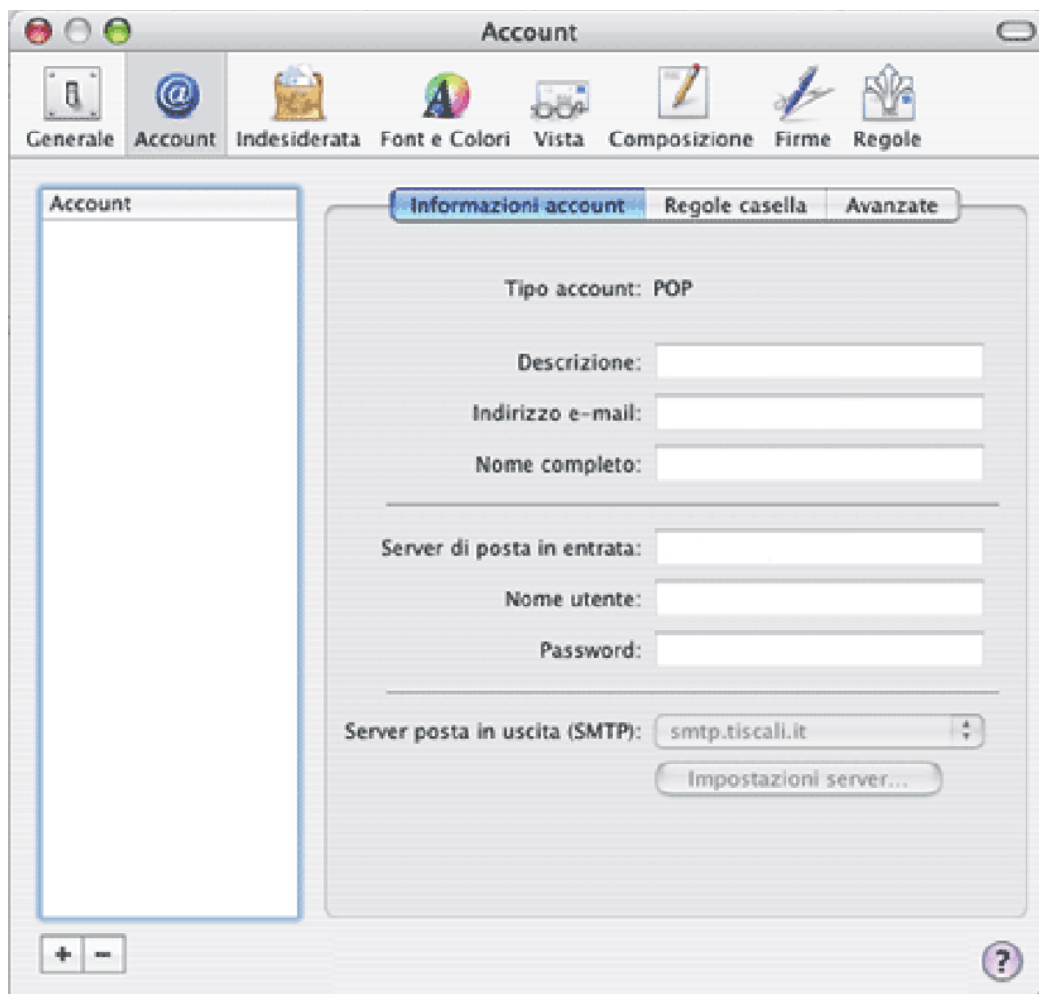 Account
Generale Account Indesiderata Font e Colori Vista Composizione Firme Regole
Account
Informazioni account Regole casella Avanzate
Tipo account: POP
Descrizione:
Indirizzo e-mail:
Nome completo:
Server di posta in entrata:
Nome utente:
Password:
Server posta in uscita (SMTP): smtp.tiscali.it
Impostazioni server...
+ − ?